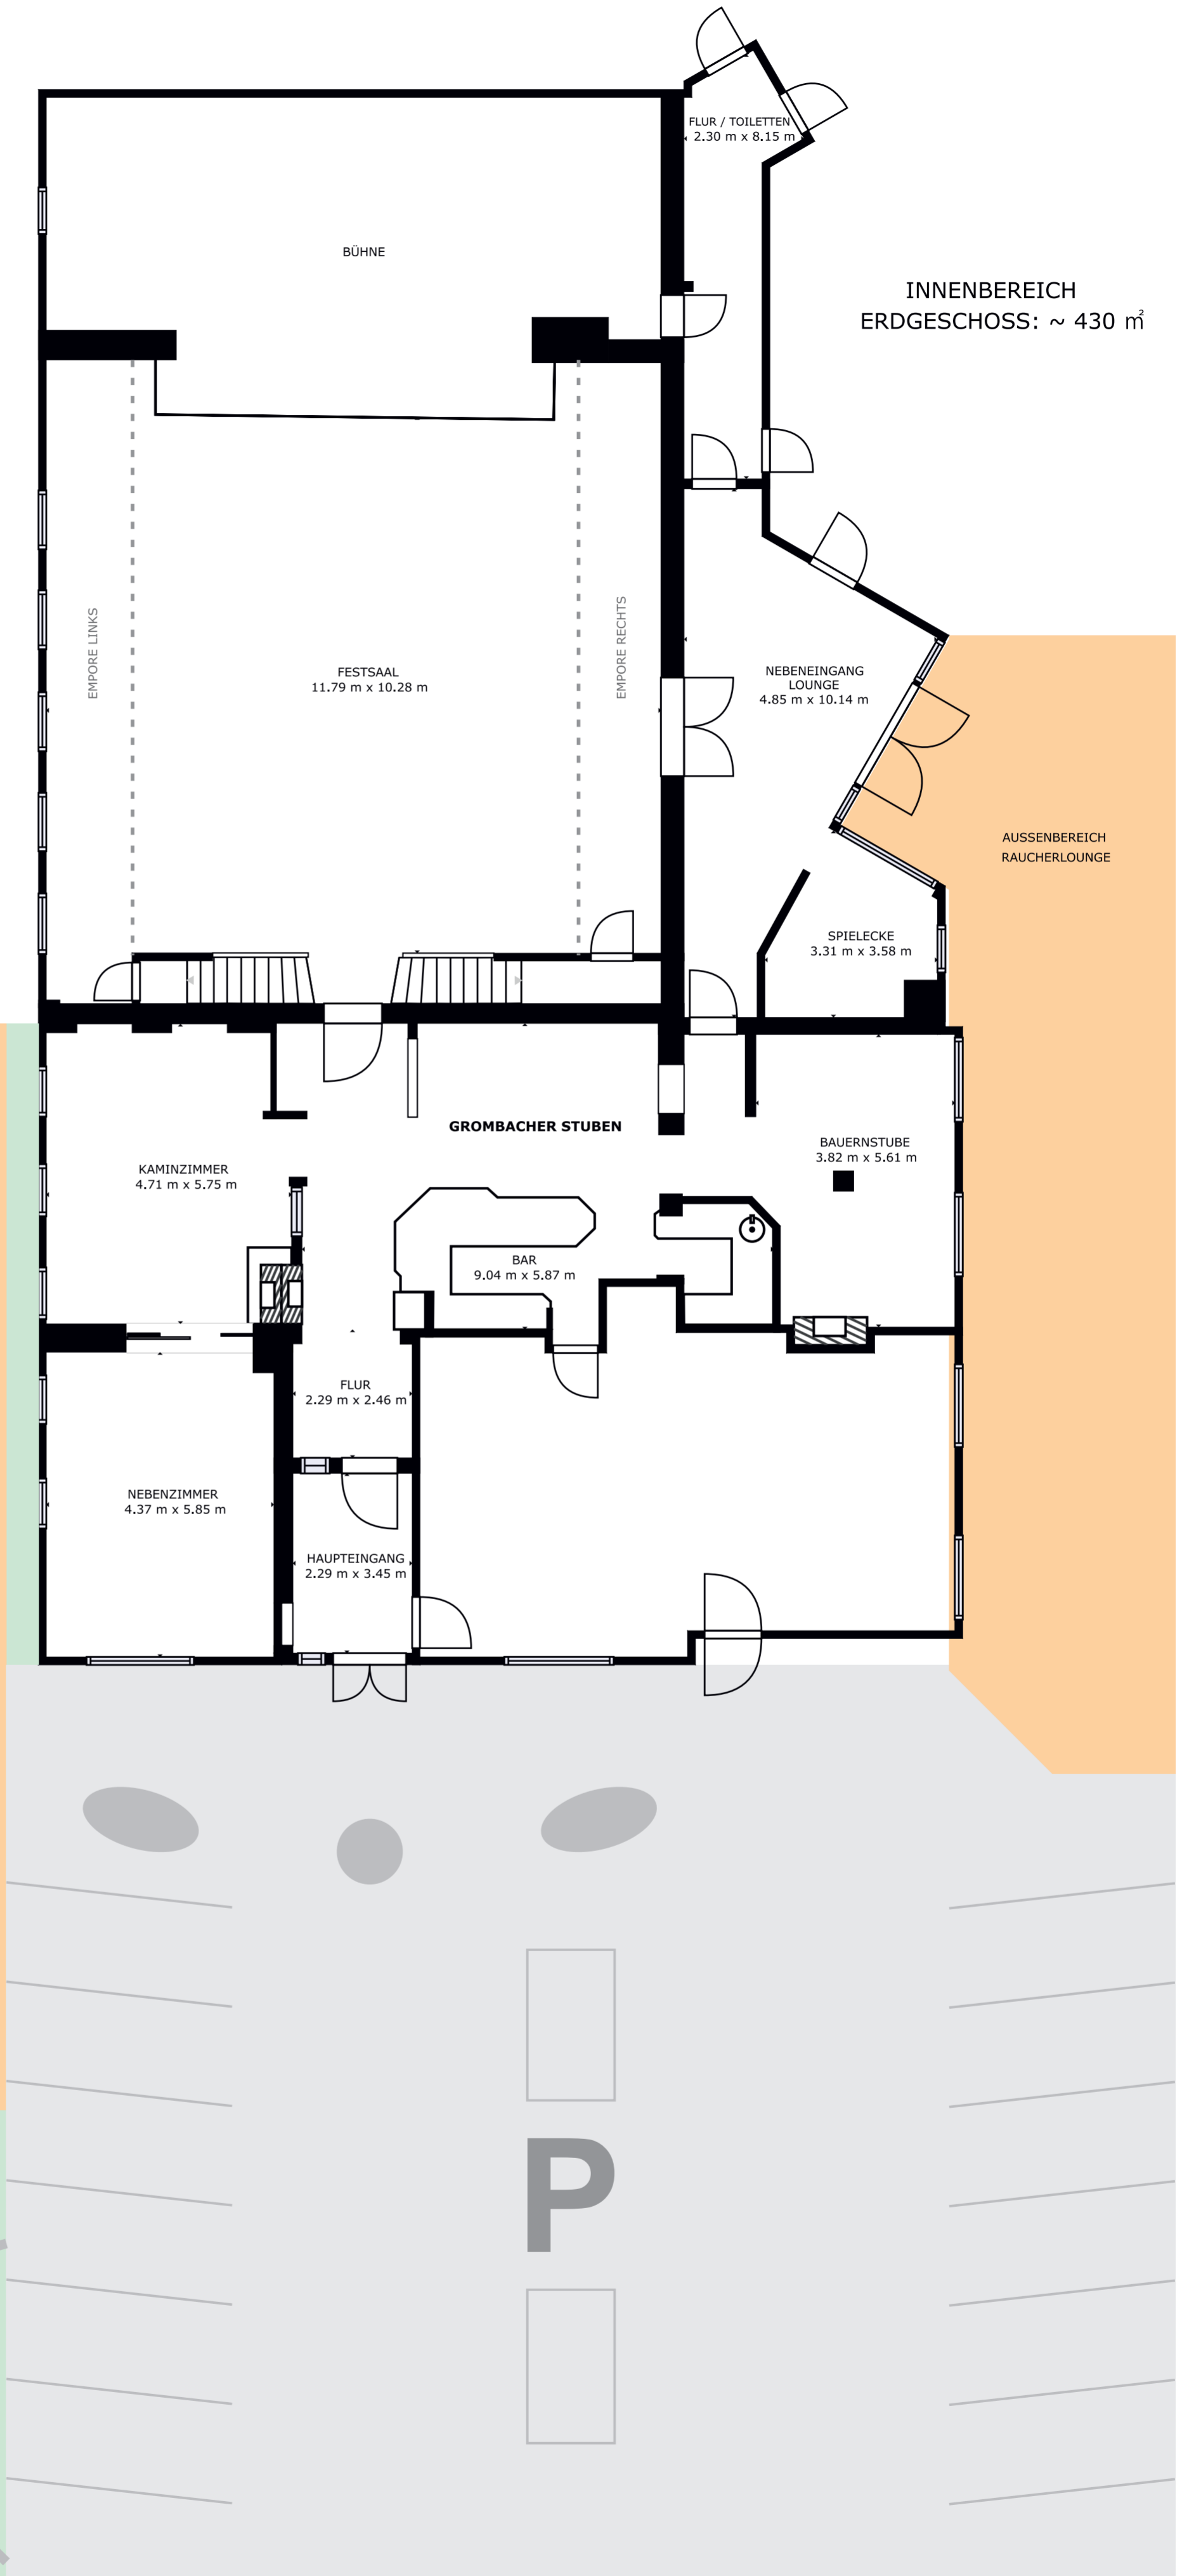 FLUR / TOILETTEN
2.30 m x 8.15 m
BÜHNE
INNENBEREICH
ERDGESCHOSS: ~ 430 ㎡
EMPORE LINKS
EMPORE RECHTS
FESTSAAL
11.79 m x 10.28 m
NEBENEINGANG
LOUNGE
4.85 m x 10.14 m
AUSSENBEREICH
RAUCHERLOUNGE
SPIELECKE
3.31 m x 3.58 m
GROMBACHER STUBEN
BAUERNSTUBE
3.82 m x 5.61 m
KAMINZIMMER
4.71 m x 5.75 m
BAR
9.04 m x 5.87 m
FLUR
2.29 m x 2.46 m
NEBENZIMMER
4.37 m x 5.85 m
HAUPTEINGANG
2.29 m x 3.45 m
P